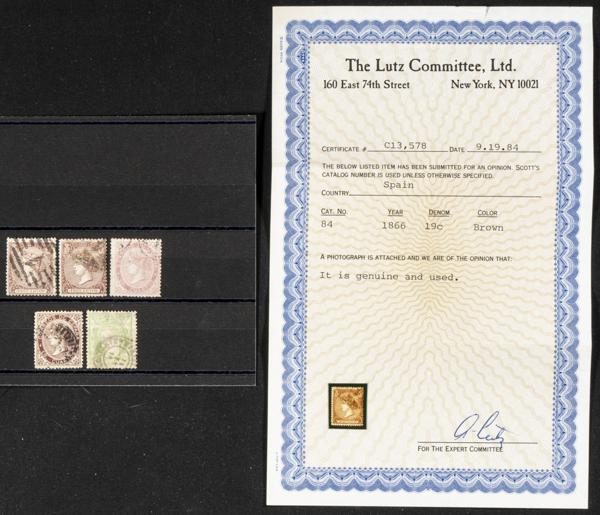 The Lutz Committee, Ltd.
160 East 74th Street New York, NY 10021
CERTIFICATE # C13,578 DATE 9.19.84
THE BELOW LISTED ITEM HAS BEEN SUBMITTED FOR AN OPINION. SCOTT'S
CATALOG NUMBER IS USED UNLESS OTHERWISE SPECIFIED.
COUNTRY Spain
CAT. NO. YEAR DENOM. COLOR
84 1866 19c Brown
A PHOTOGRAPH IS ATTACHED AND WE ARE OF THE OPINION THAT:
It is genuine and used.
A. Lutz
FOR THE EXPERT COMMITTEE